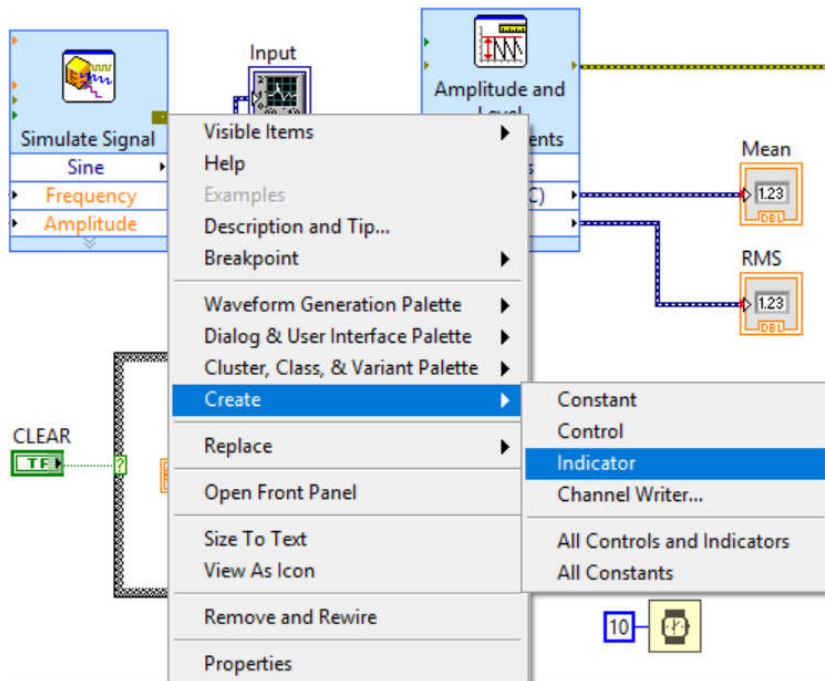 Input
Amplitude and
Simulate Signal
Sine
Frequency
Amplitude
Mean
1.23
DBL
RMS
1.23
DBL
Visible Items
Help
Examples
Description and Tip...
Breakpoint
Waveform Generation Palette
Dialog & User Interface Palette
Cluster, Class, & Variant Palette
Create
Replace
Open Front Panel
Size To Text
View As Icon
Remove and Rewire
Properties
Constant
Control
Indicator
Channel Writer...
All Controls and Indicators
All Constants
CLEAR
TF
?
10